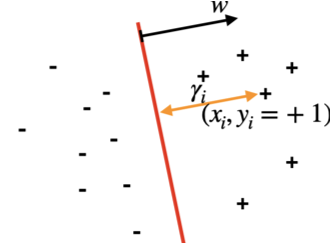 w
γᵢ
(xᵢ, yᵢ = + 1)